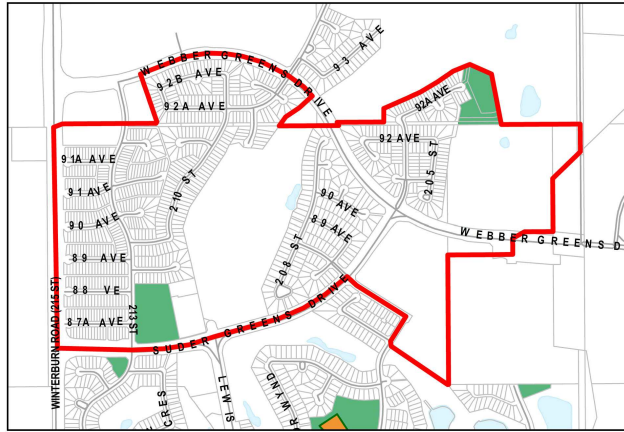 WEBBER GREENS DRIVE
93 AVE
92B AVE
92A AVE
92A AVE
92 AVE
91A AVE
91 AVE
90 AVE
89 AVE
88 VE
87A AVE
210 ST
205 ST
90 AVE
89 AVE
208 ST
213 ST
WEBBER GREENS D
SUDER GREENS DRIVE
WINTERBURN ROAD (215 ST)
CRES
LEWIS
R WYND